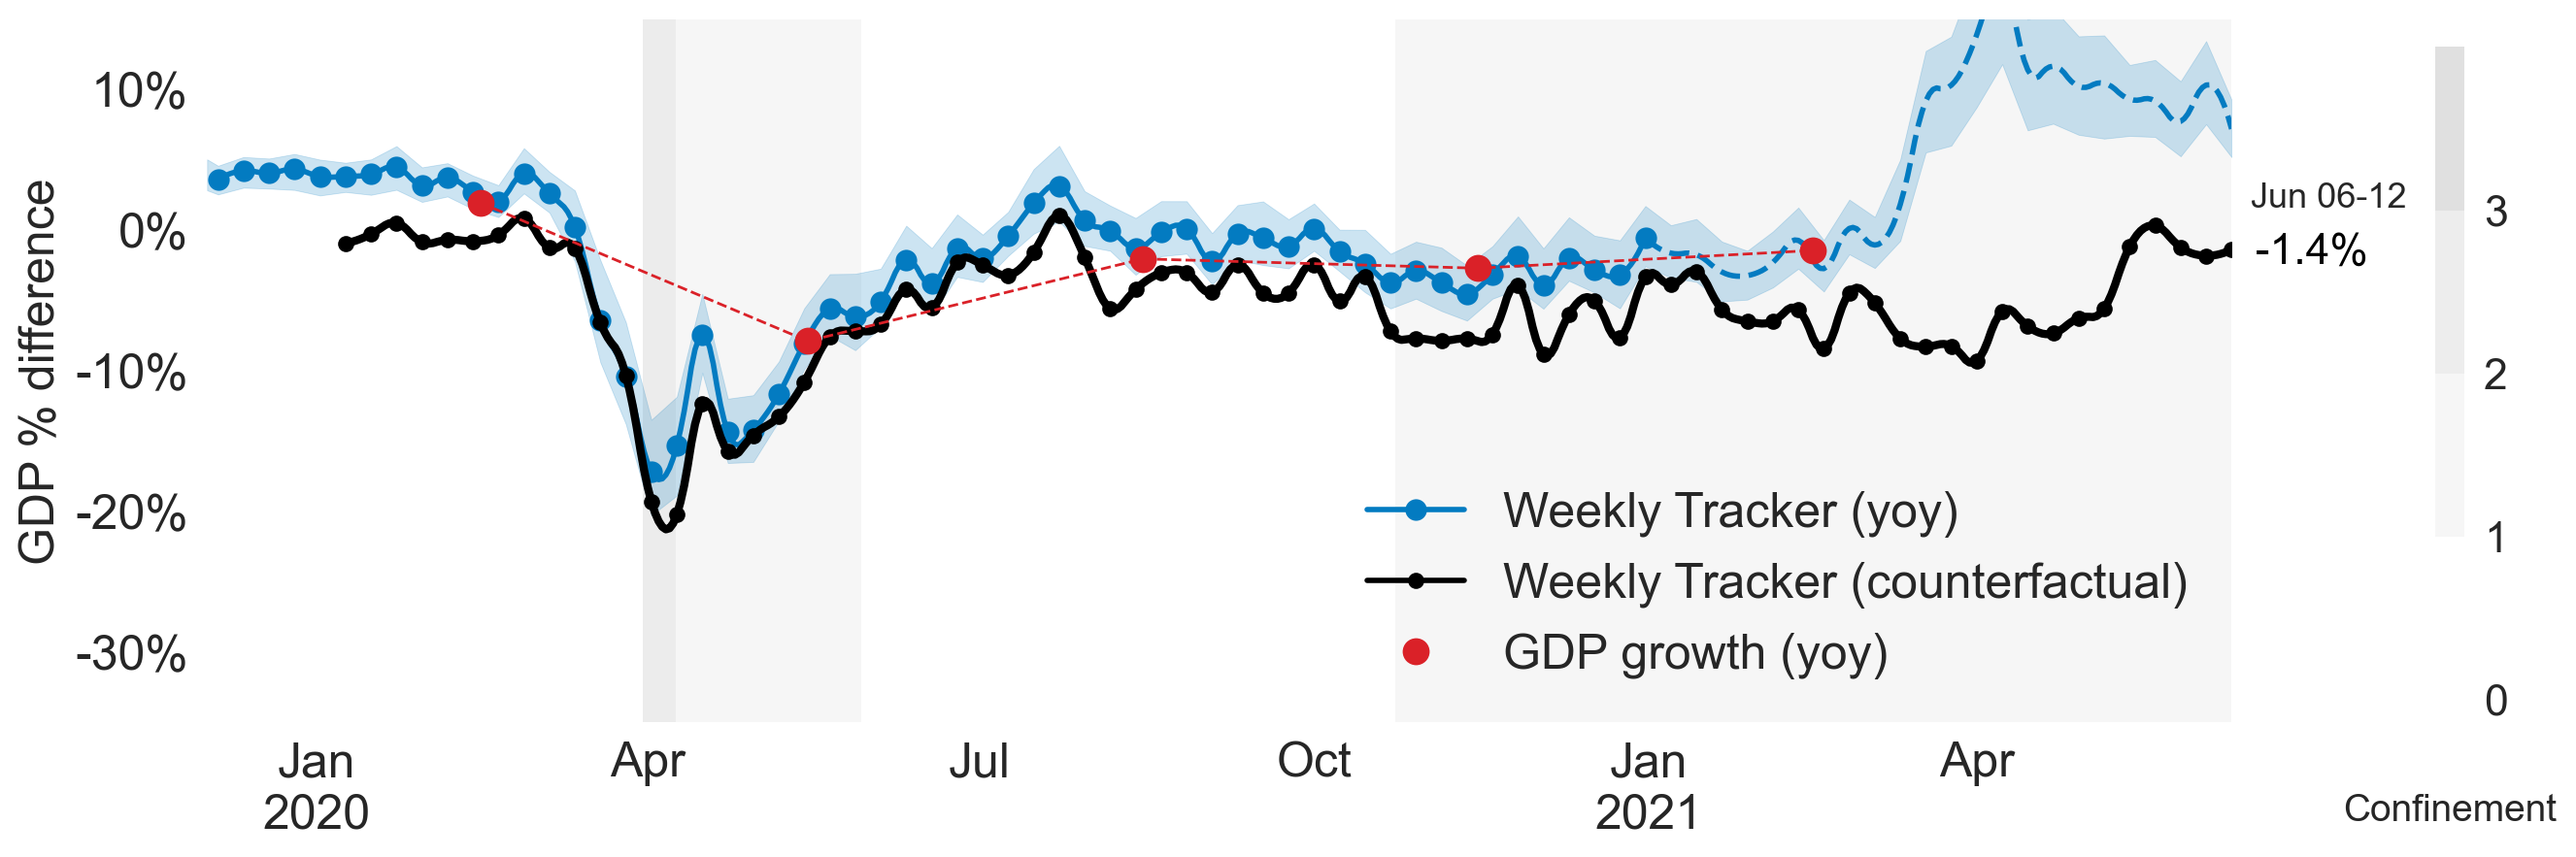 GDP % difference
10%
0%
-10%
-20%
-30%
Jan
2020
Apr
Jul
Oct
Jan
2021
Apr
Weekly Tracker (yoy)
Weekly Tracker (counterfactual)
GDP growth (yoy)
Jun 06-12
-1.4%
3
2
1
0
Confinement